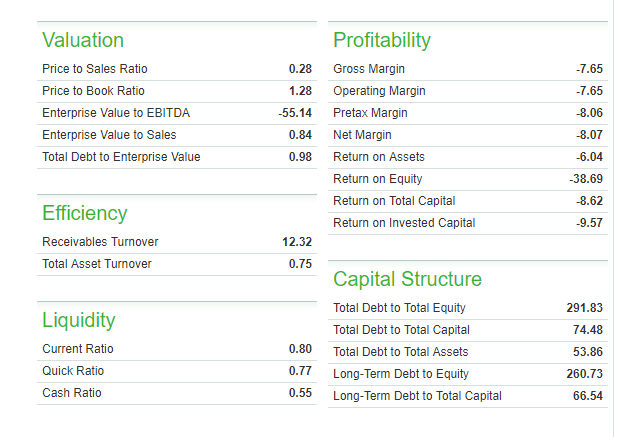 Valuation
Price to Sales Ratio 0.28
Price to Book Ratio 1.28
Enterprise Value to EBITDA -55.14
Enterprise Value to Sales 0.84
Total Debt to Enterprise Value 0.98
Efficiency
Receivables Turnover 12.32
Total Asset Turnover 0.75
Liquidity
Current Ratio 0.80
Quick Ratio 0.77
Cash Ratio 0.55
Profitability
Gross Margin -7.65
Operating Margin -7.65
Pretax Margin -8.06
Net Margin -8.07
Return on Assets -6.04
Return on Equity -38.69
Return on Total Capital -8.62
Return on Invested Capital -9.57
Capital Structure
Total Debt to Total Equity 291.83
Total Debt to Total Capital 74.48
Total Debt to Total Assets 53.86
Long-Term Debt to Equity 260.73
Long-Term Debt to Total Capital 66.54